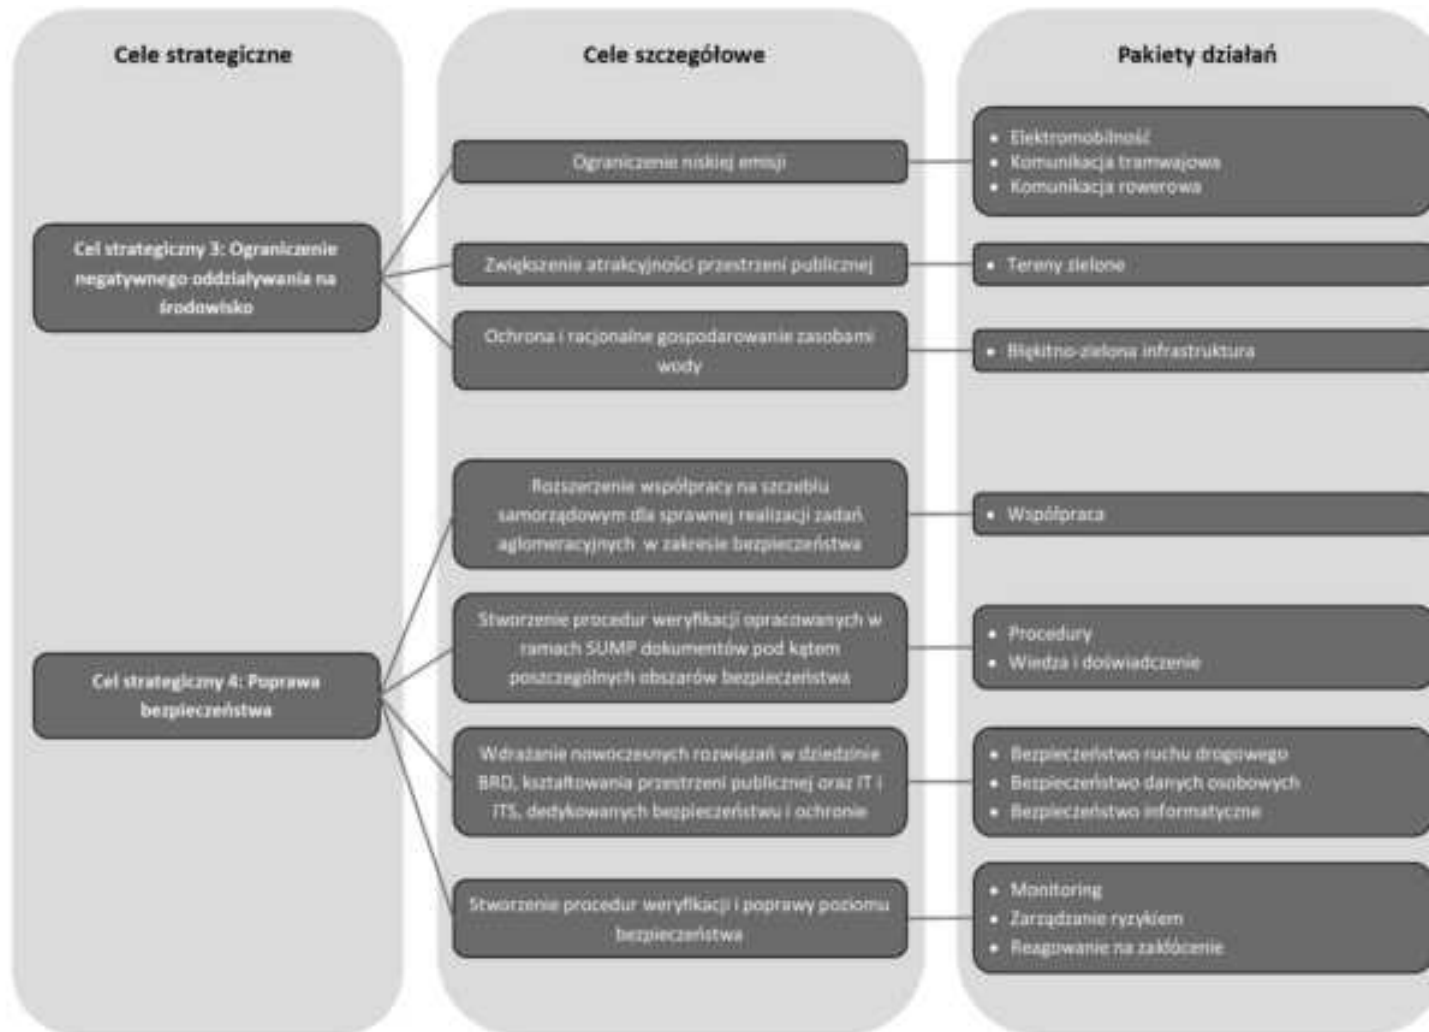 Cele strategiczne
Cele szczegółowe
Pakiety działań
Cel strategiczny 3: Ograniczenie
negatywnego oddziaływania na
środowisko
Ograniczenie niskiej emisji
• Elektromobilność
• Komunikacja tramwajowa
• Komunikacja rowerowa
Zwiększenie atrakcyjności przestrzeni publicznej
• Tereny zielone
Ochrona i racjonalne gospodarowanie zasobami
wody
• Błękitno-zielona infrastruktura
Cel strategiczny 4: Poprawa
bezpieczeństwa
Rozszerzenie współpracy na szczeblu
samorządowym dla sprawnej realizacji zadań
aglomeracyjnych w zakresie bezpieczeństwa
• Współpraca
Stworzenie procedur weryfikacji opracowanych w
ramach SUMP dokumentów pod kątem
poszczególnych obszarów bezpieczeństwa
• Procedury
• Wiedza i doświadczenie
Wdrażanie nowoczesnych rozwiązań w dziedzinie
BRD, kształtowania przestrzeni publicznej oraz IT i
ITS, dedykowanych bezpieczeństwu i ochronie
• Bezpieczeństwo ruchu drogowego
• Bezpieczeństwo danych osobowych
• Bezpieczeństwo informatyczne
Stworzenie procedur weryfikacji i poprawy poziomu
bezpieczeństwa
• Monitoring
• Zarządzanie ryzykiem
• Reagowanie na zakłócenie